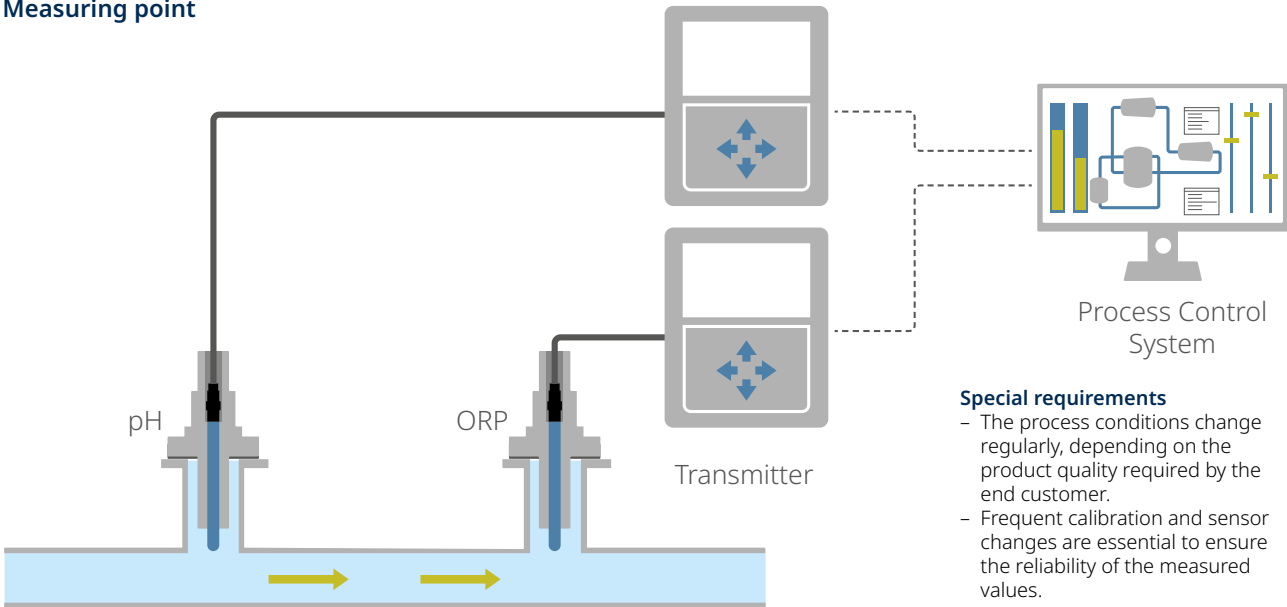 Measuring point
pH
ORP
Transmitter
Process Control
System
Special requirements
– The process conditions change
regularly, depending on the
product quality required by the
end customer.
– Frequent calibration and sensor
changes are essential to ensure
the reliability of the measured
values.